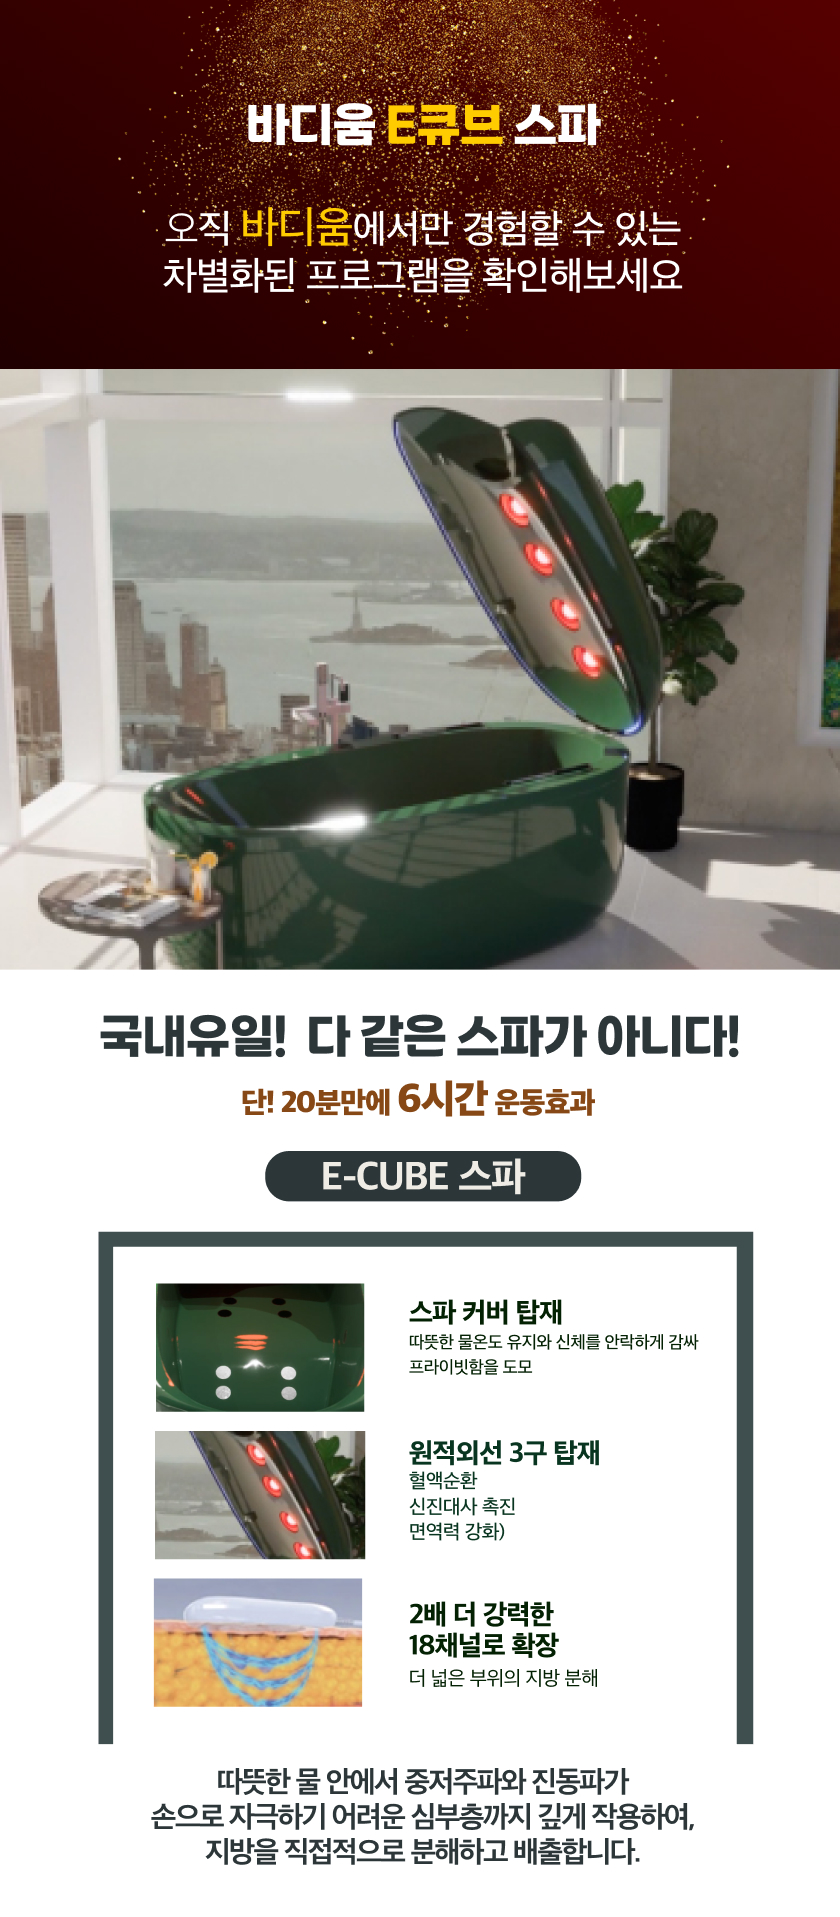 바디움 E큐브 스파
오직 바디움에서만 경험할 수 있는
차별화된 프로그램을 확인해보세요
국내유일! 다 같은 스파가 아니다!
단! 20분만에 6시간 운동효과
E-CUBE 스파
스파 커버 탑재
따뜻한 물온도 유지와 신체를 안락하게 감싸
프라이빗함을 도모
원적외선 3구 탑재
혈액순환
신진대사 촉진
면역력 강화)
2배 더 강력한
18채널로 확장
더 넓은 부위의 지방 분해
따뜻한 물 안에서 중저주파와 진동파가
손으로 자극하기 어려운 심부층까지 깊게 작용하여,
지방을 직접적으로 분해하고 배출합니다.